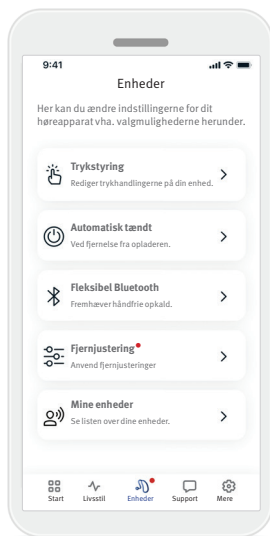 9:41
Enheder
Her kan du ændre indstillingerne for dit
høreapparat vha. valgmulighederne herunder.
Trykstyring
Rediger trykhandlingerne på din enhed.
Automatisk tændt
Ved fjernelse fra opladeren.
Fleksibel Bluetooth
Fremhæver håndfrie opkald.
Fjernjustering
Anvend fjernjusteringer
Mine enheder
Se listen over dine enheder.
Start Livsstil Enheder Support Mere